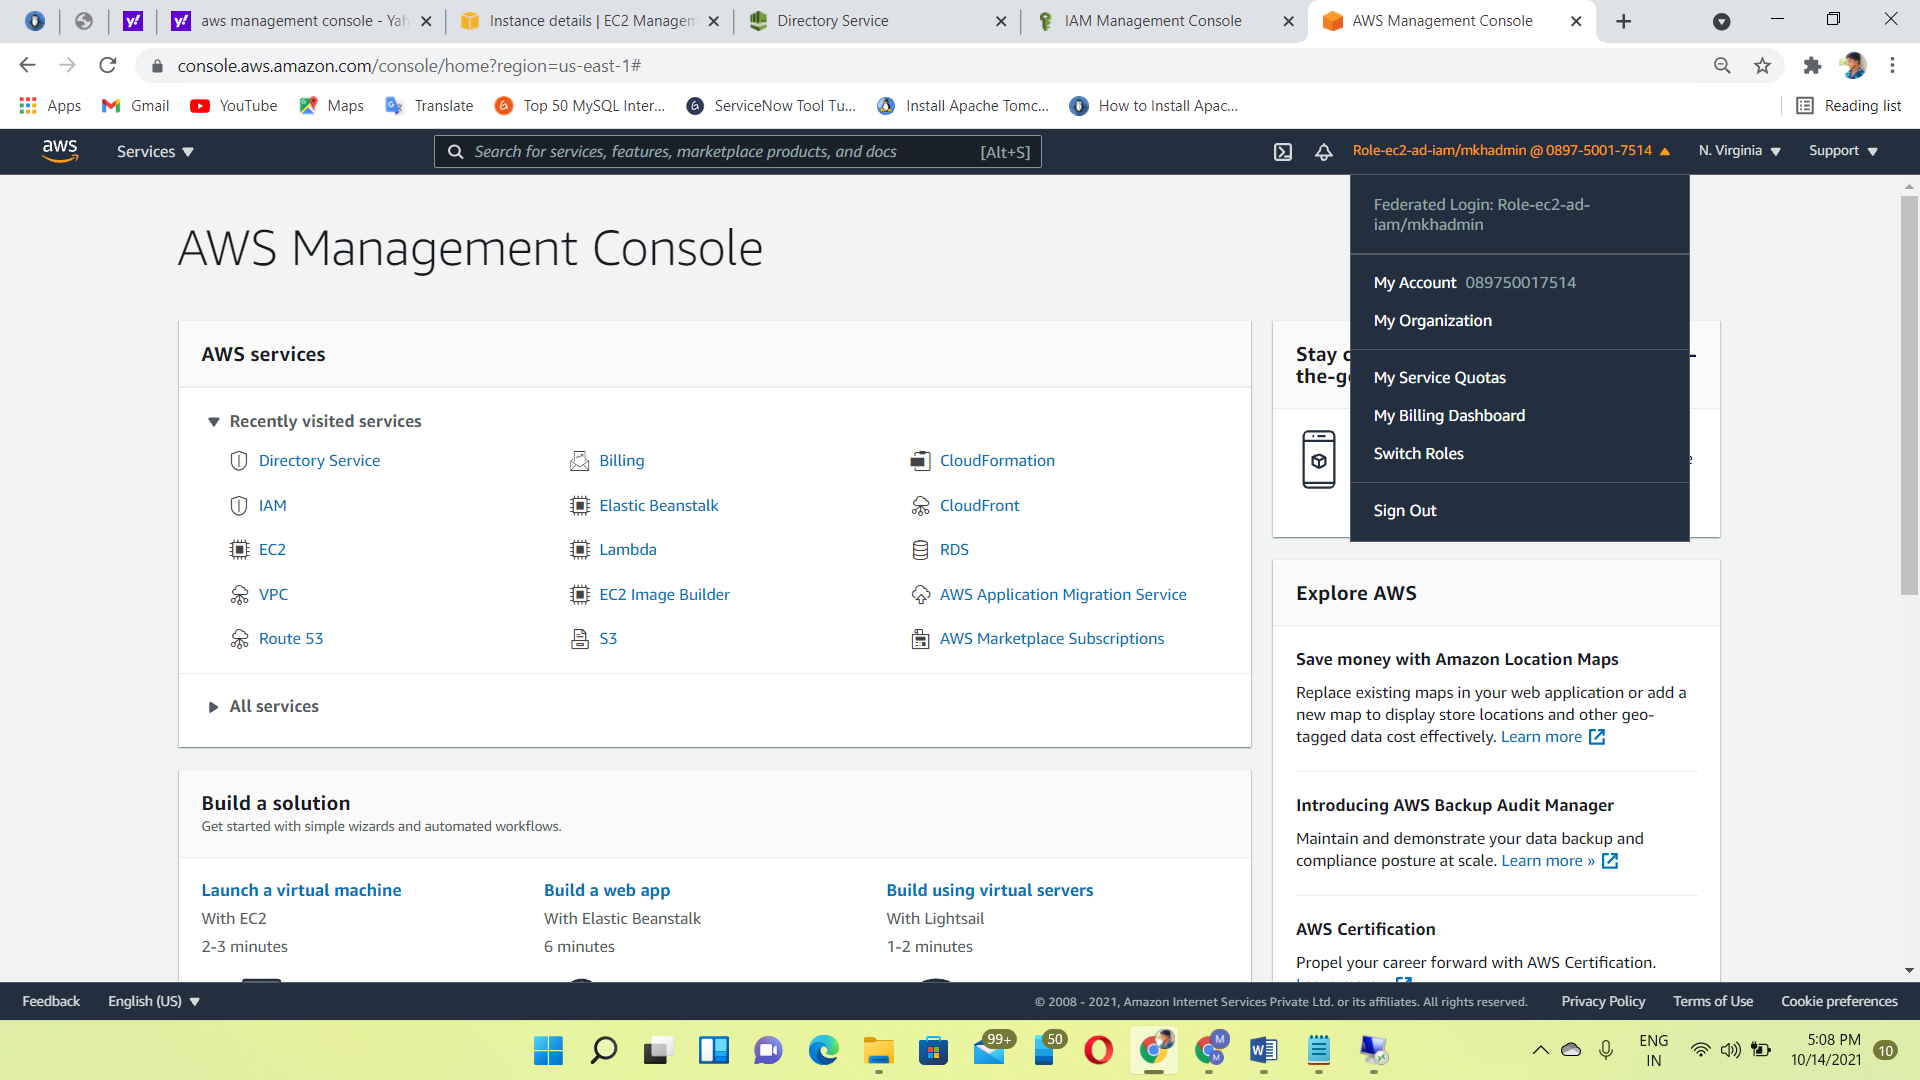 aws management console - Yah
Instance details | EC2 Managem
Directory Service
IAM Management Console
AWS Management Console
console.aws.amazon.com/console/home?region=us-east-1#
Apps
Gmail
YouTube
Maps
Translate
Top 50 MySQL Inter...
ServiceNow Tool Tu...
Install Apache Tomc...
How to Install Apac...
Reading list
aws
Services
Search for services, features, marketplace products, and docs
[Alt+S]
Role-ec2-ad-iam/mkhadmin @ 0897-5001-7514
N. Virginia
Support
Federated Login: Role-ec2-ad-
iam/mkhadmin
My Account 089750017514
My Organization
My Service Quotas
My Billing Dashboard
Switch Roles
Sign Out
AWS Management Console
AWS services
Recently visited services
Directory Service
Billing
CloudFormation
IAM
Elastic Beanstalk
CloudFront
EC2
Lambda
RDS
VPC
EC2 Image Builder
AWS Application Migration Service
Route 53
S3
AWS Marketplace Subscriptions
All services
Build a solution
Get started with simple wizards and automated workflows.
Launch a virtual machine
With EC2
2-3 minutes
Build a web app
With Elastic Beanstalk
6 minutes
Build using virtual servers
With Lightsail
1-2 minutes
Stay
Explore AWS
Save money with Amazon Location Maps
Replace existing maps in your web application or add a
new map to display store locations and other geo-
tagged data cost effectively. Learn more
Introducing AWS Backup Audit Manager
Maintain and demonstrate your data backup and
compliance posture at scale. Learn more »
AWS Certification
Propel your career forward with AWS Certification.
Feedback
English (US)
© 2008 - 2021, Amazon Internet Services Private Ltd. or its affiliates. All rights reserved.
Privacy Policy
Terms of Use
Cookie preferences
99+
50
ENG
IN
5:08 PM
10/14/2021
10